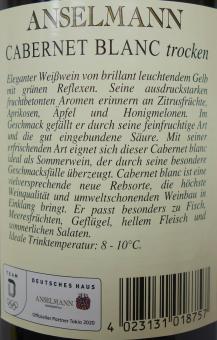 ANSELMANN
CABERNET BLANC trocken
Eleganter Weißwein von brillant leuchtendem Gelb
mit grünen Reflexen. Seine ausdrucksstarken
fruchtbetonten Aromen erinnern an Zitrusfrüchte,
Aprikosen, Äpfel und Honigmelonen. Im
Geschmack gefällt er durch seine feinfruchtige Art
und die gut eingebundene Säure. Mit seiner
erfrischenden Art eignet sich dieser Cabernet blanc
ideal als Sommerwein, der durch seine besondere
Geschmacksfülle überzeugt. Cabernet blanc ist eine
vielversprechende neue Rebsorte, die höchste
Weinqualität und umweltschonenden Weinbau in
Einklang bringt. Er passt besonders zu Fisch,
Meeresfrüchten, Geflügel, hellem Fleisch und
sommerlichen Salaten.
Ideale Trinktemperatur: 8 - 10°C.
TEAM
D
DEUTSCHES HAUS
ANSELMANN
Offizieller Partner Tokio 2020
4 023131 018757